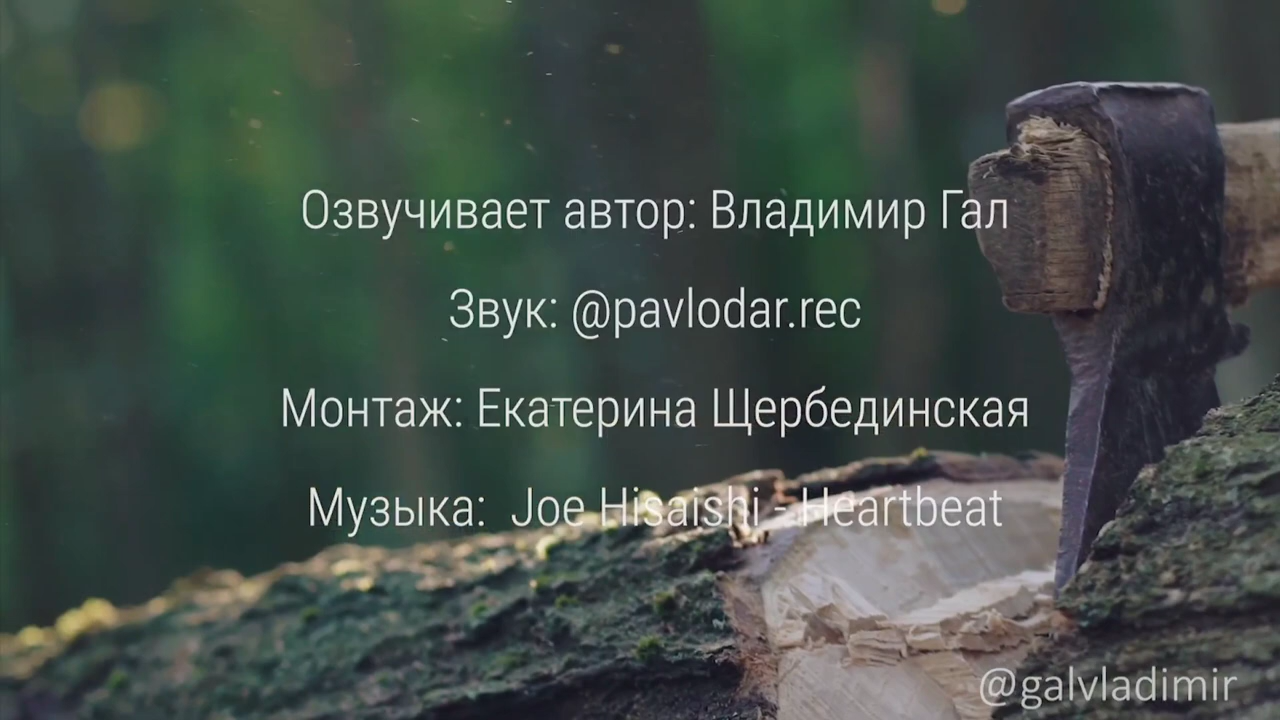 Озвучивает автор: Владимир Гал
Звук: @pavlodar.rec
Монтаж: Екатерина Щербединская
Музыка: Joe Hisaishi - Heartbeat
@galvladimir